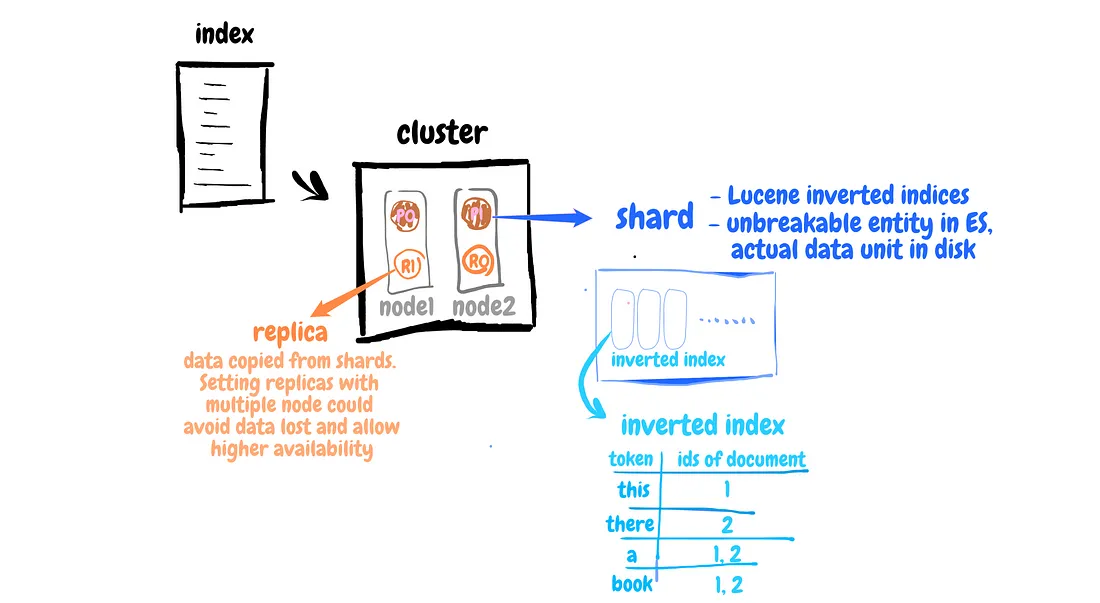 index
cluster
P0
P1
R1
R0
node1
node2
replica
data copied from shards.
Setting replicas with
multiple node could
avoid data lost and allow
higher availability
shard
- Lucene inverted indices
- unbreakable entity in ES,
actual data unit in disk
inverted index
inverted index
token ids of document
this 1
there 2
a 1, 2
book 1, 2